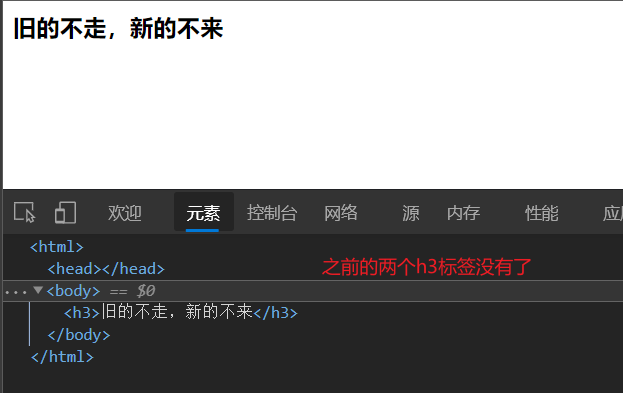 旧的不走，新的不来
欢迎 元素 控制台 网络 源 内存 性能
<html>
<head></head> 之前的两个h3标签没有了
...▼<body> == $0
<h3>旧的不走，新的不来</h3>
</body>
</html>